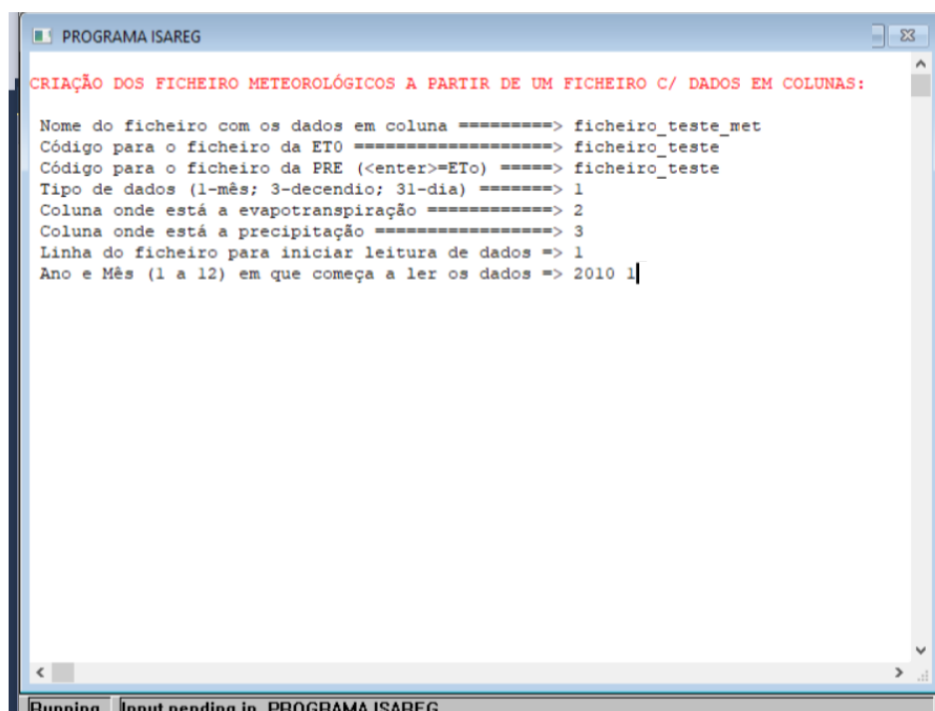 PROGRAMA ISAREG
CRIAÇÃO DOS FICHEIRO METEOROLÓGICOS A PARTIR DE UM FICHEIRO C/ DADOS EM COLUNAS:
Nome do ficheiro com os dados em coluna =========> ficheiro_teste_met
Código para o ficheiro da ET0 ===================> ficheiro_teste
Código para o ficheiro da PRE (<enter>=ETo) =====> ficheiro_teste
Tipo de dados (1-mês; 3-decendio; 31-dia) =======> 1
Coluna onde está a evapotranspiração ============> 2
Coluna onde está a precipitação =================> 3
Linha do ficheiro para iniciar leitura de dados => 1
Ano e Mês (1 a 12) em que começa a ler os dados => 2010 1
Running Input pending in PROGRAMA ISAREG